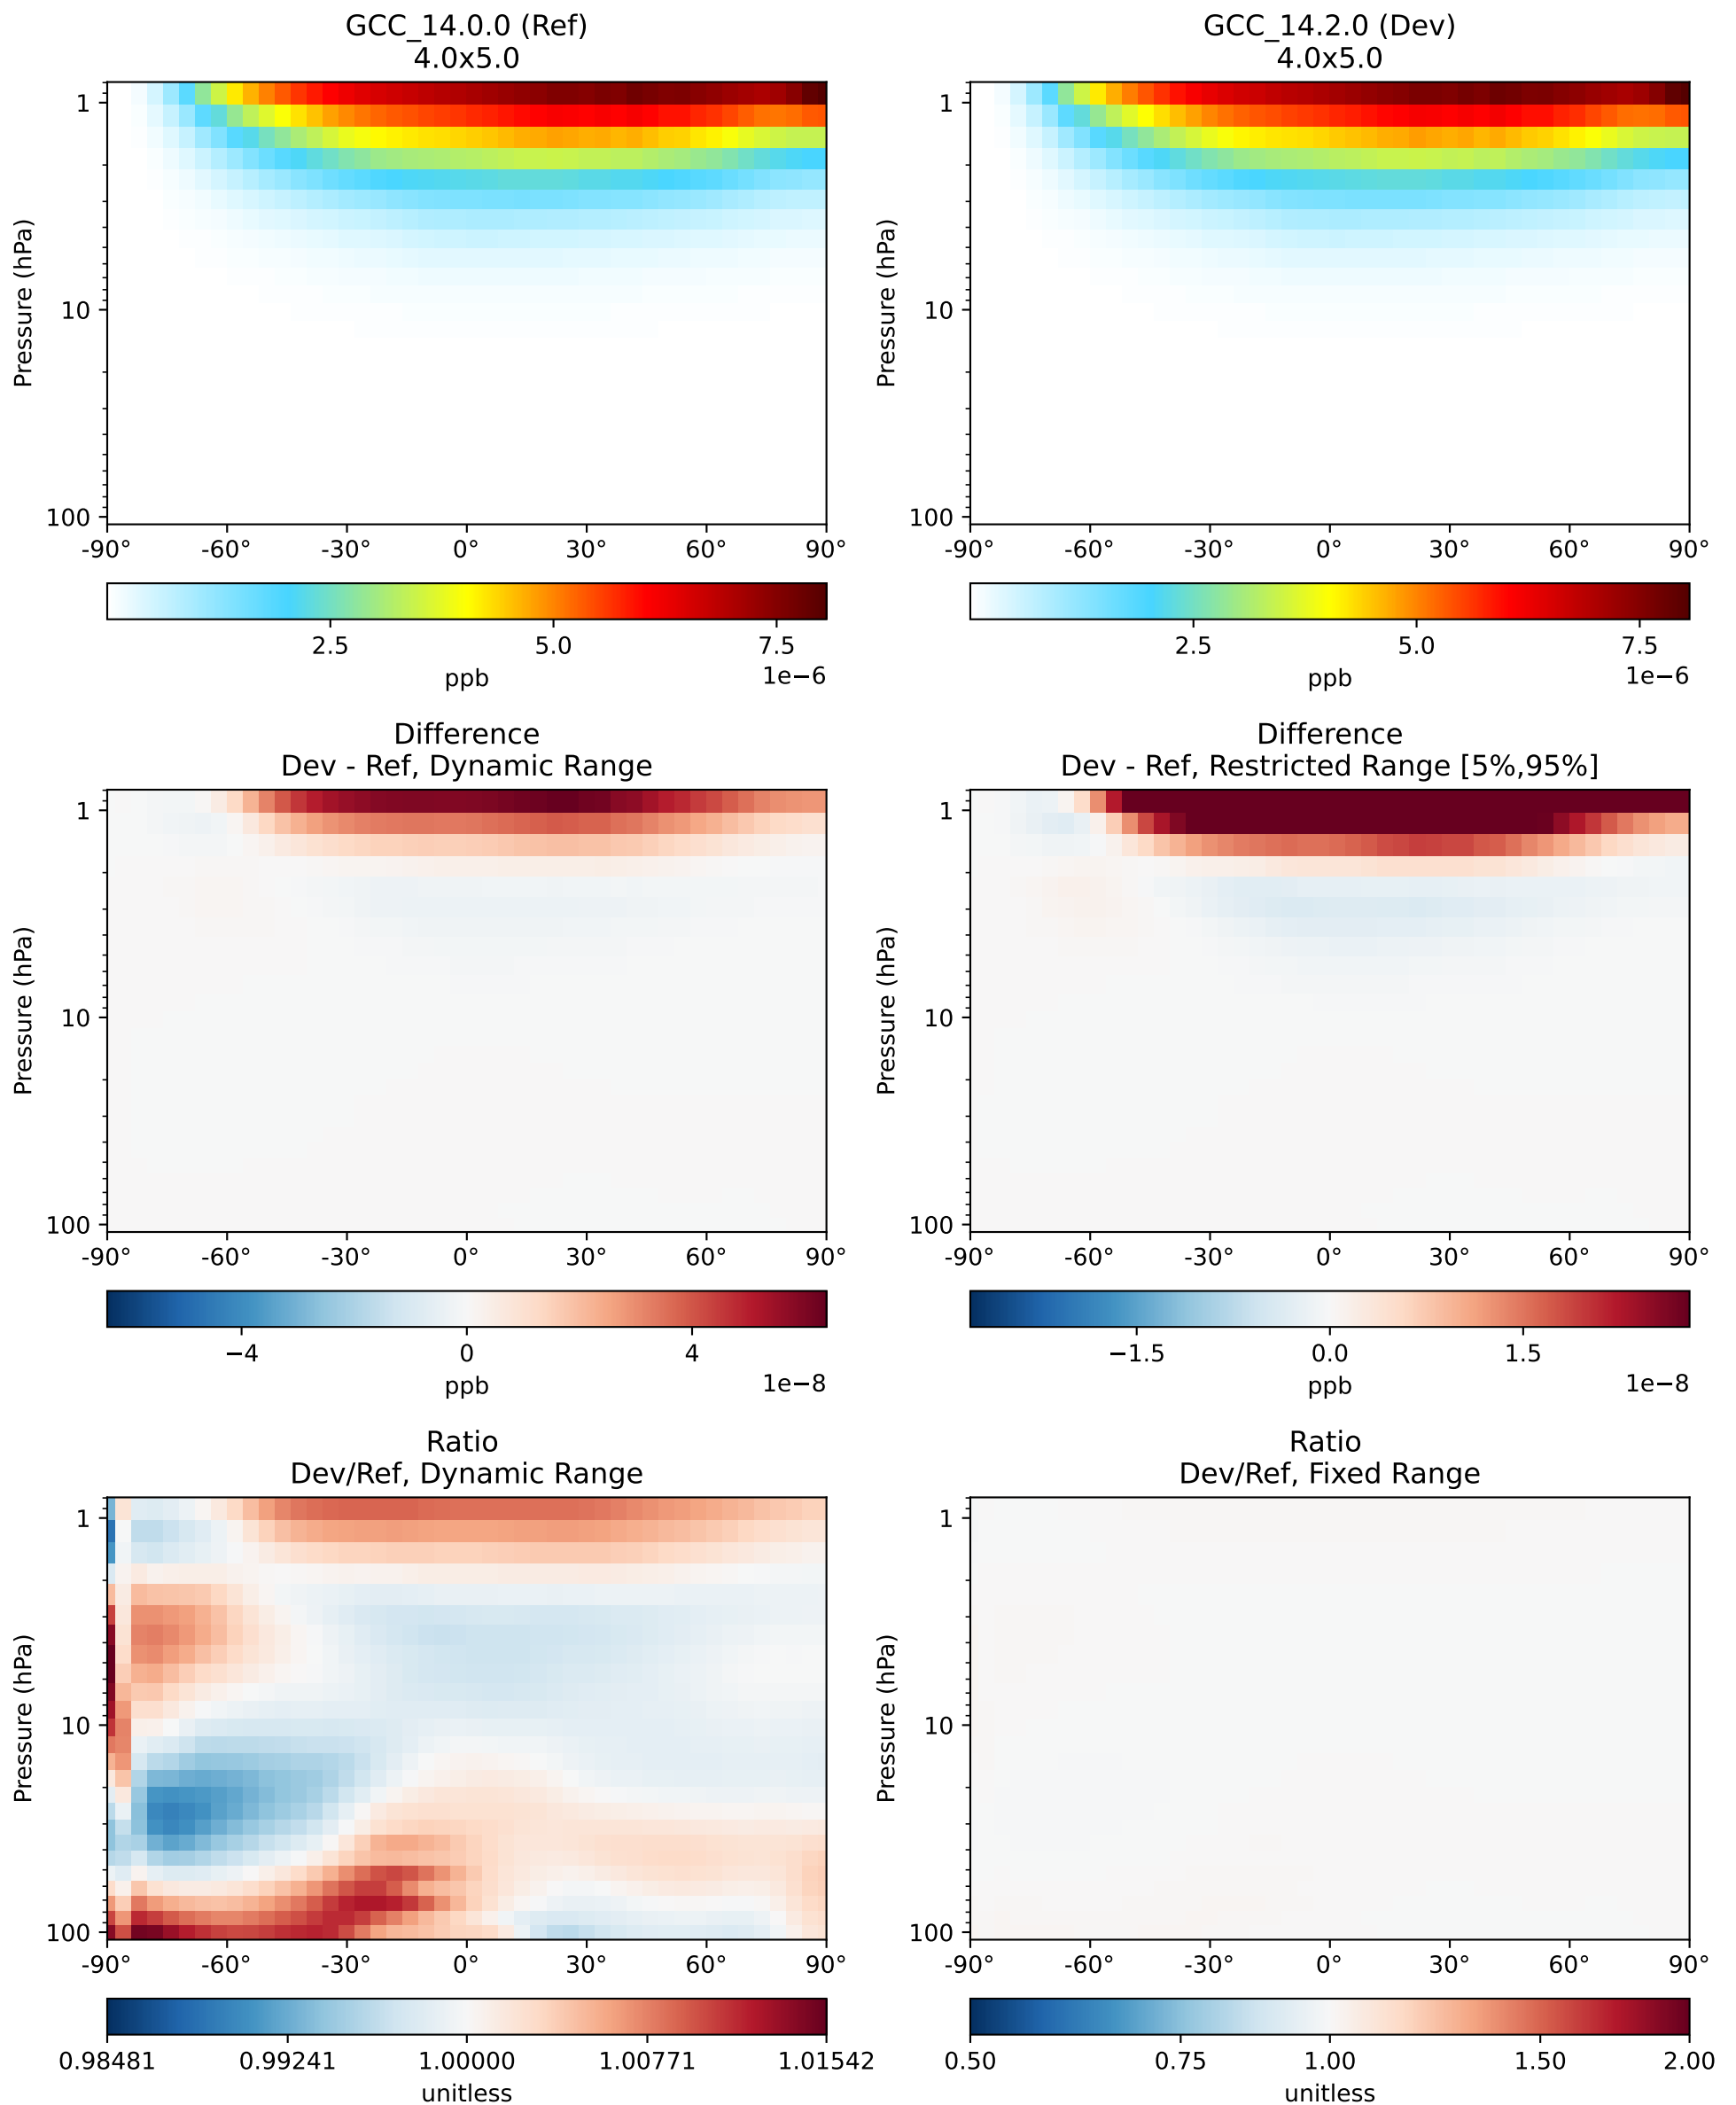 GCC_14.0.0 (Ref)
4.0x5.0
Pressure (hPa)
1
10
100
-90° -60° -30° 0° 30° 60° 90°
2.5 5.0 7.5
1e−6
ppb
GCC_14.2.0 (Dev)
4.0x5.0
Pressure (hPa)
1
10
100
-90° -60° -30° 0° 30° 60° 90°
2.5 5.0 7.5
1e−6
ppb
Difference
Dev - Ref, Dynamic Range
Pressure (hPa)
1
10
100
-90° -60° -30° 0° 30° 60° 90°
−4 0 4
1e−8
ppb
Difference
Dev - Ref, Restricted Range [5%,95%]
Pressure (hPa)
1
10
100
-90° -60° -30° 0° 30° 60° 90°
−1.5 0.0 1.5
1e−8
ppb
Ratio
Dev/Ref, Dynamic Range
Pressure (hPa)
1
10
100
-90° -60° -30° 0° 30° 60° 90°
0.98481 0.99241 1.00000 1.00771 1.01542
unitless
Ratio
Dev/Ref, Fixed Range
Pressure (hPa)
1
10
100
-90° -60° -30° 0° 30° 60° 90°
0.50 0.75 1.00 1.50 2.00
unitless